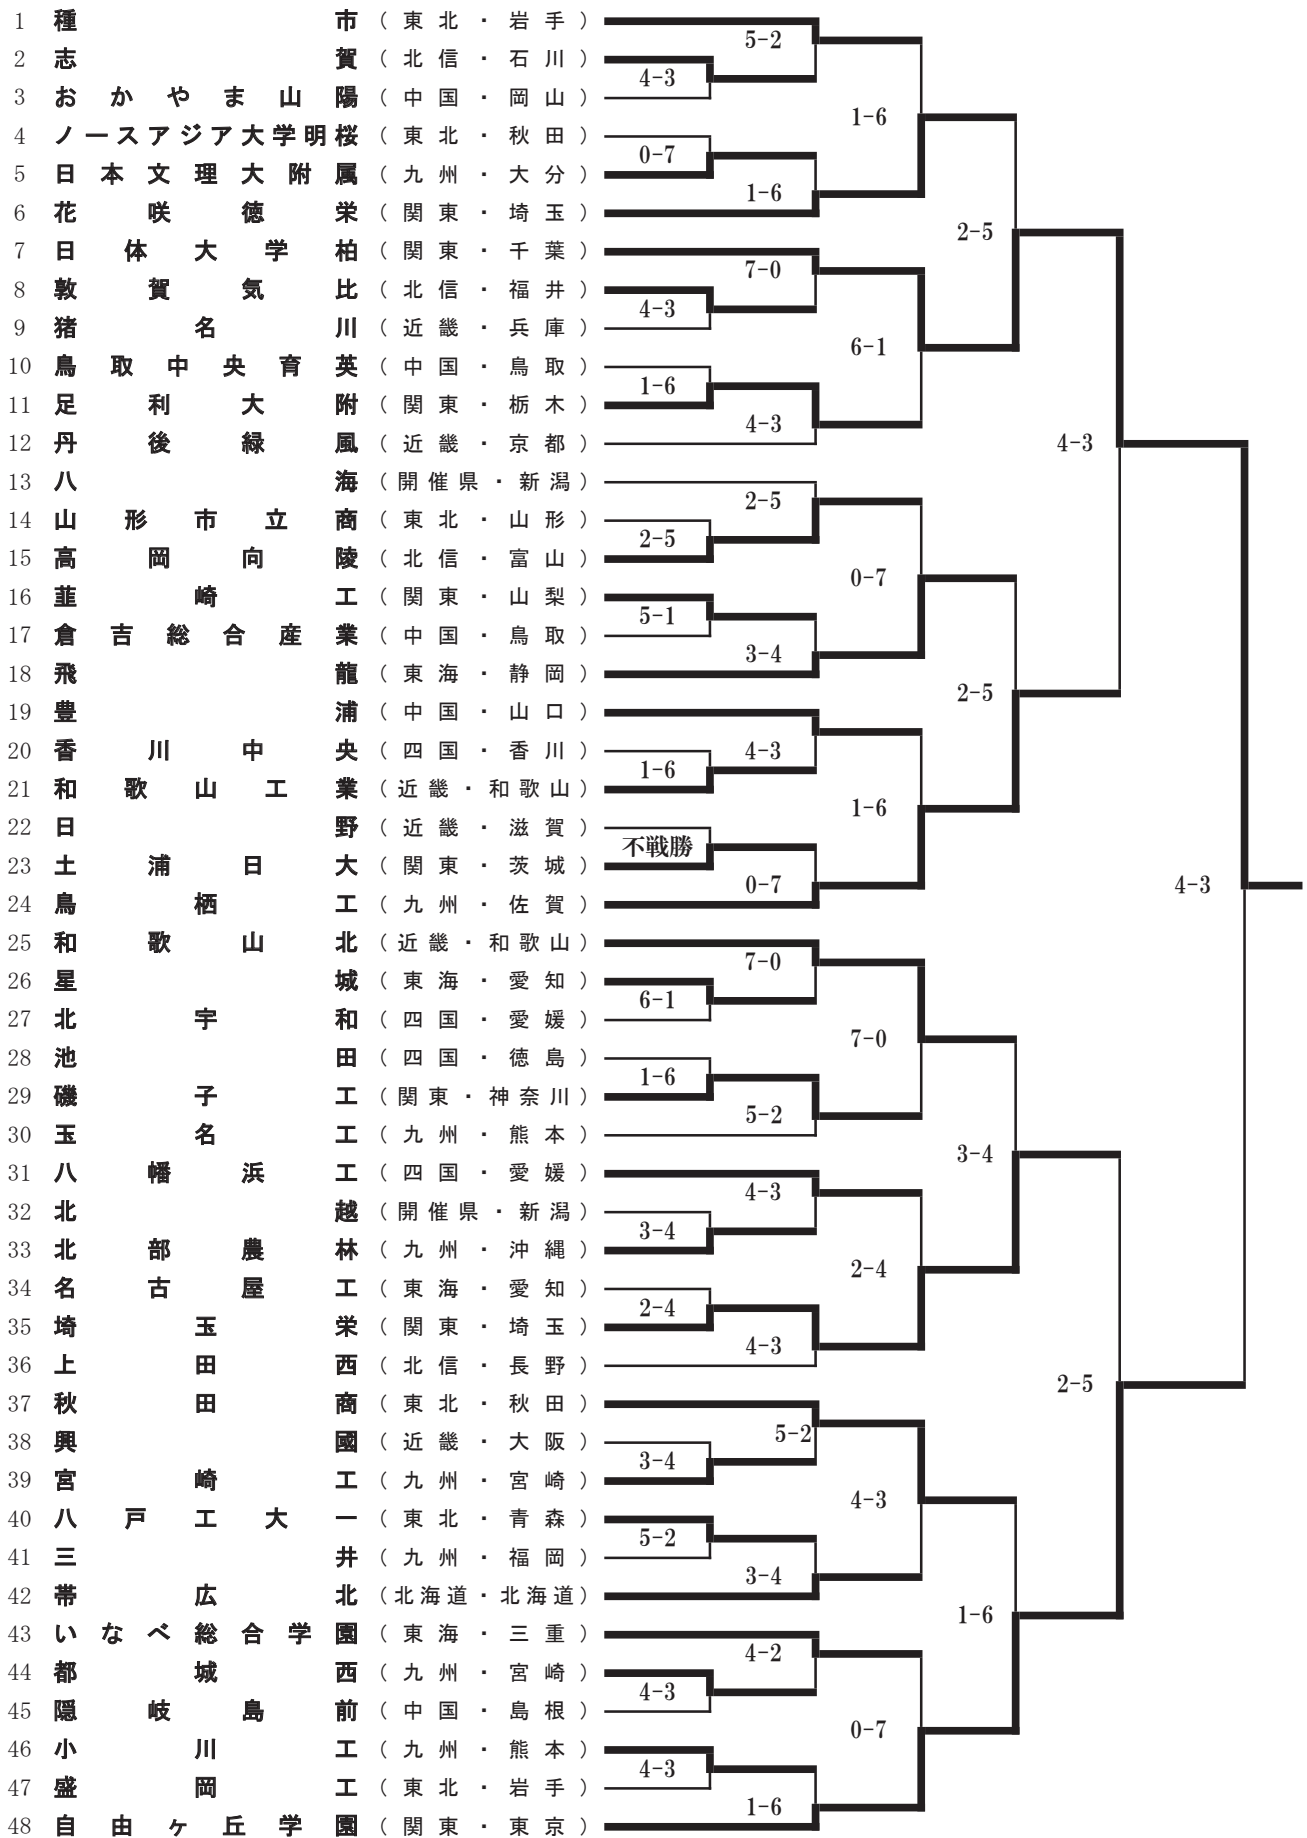 1 種市 (東北・岩手)
5-2
2 志賀 (北信・石川)
4-3
3 おかやま山陽 (中国・岡山)
1-6
4 ノースアジア大学明桜 (東北・秋田)
0-7
5 日本文理大附属 (九州・大分)
1-6
6 花咲徳栄 (関東・埼玉)
2-5
7 日体大学柏 (関東・千葉)
7-0
8 敦賀気比 (北信・福井)
4-3
9 猪名川 (近畿・兵庫)
6-1
10 鳥取中央育英 (中国・鳥取)
1-6
11 足利大附 (関東・栃木)
4-3
12 丹後緑風 (近畿・京都)
4-3
13 八海 (開催県・新潟)
2-5
14 山形市立商 (東北・山形)
2-5
15 高岡向陵 (北信・富山)
0-7
16 韮崎工 (関東・山梨)
5-1
17 倉吉総合産業 (中国・鳥取)
3-4
18 飛龍 (東海・静岡)
2-5
19 豊浦 (中国・山口)
4-3
20 香川中央 (四国・香川)
1-6
21 和歌山工業 (近畿・和歌山)
1-6
22 日野 (近畿・滋賀)
不戦勝
23 土浦日大 (関東・茨城)
0-7
4-3
24 鳥栖工 (九州・佐賀)
25 和歌山北 (近畿・和歌山)
7-0
26 星城 (東海・愛知)
6-1
27 北宇和 (四国・愛媛)
7-0
28 池田 (四国・徳島)
1-6
29 磯子工 (関東・神奈川)
5-2
30 玉名工 (九州・熊本)
3-4
31 八幡浜工 (四国・愛媛)
4-3
32 北越 (開催県・新潟)
3-4
33 北部農林 (九州・沖縄)
2-4
34 名古屋工 (東海・愛知)
2-4
35 埼玉栄 (関東・埼玉)
4-3
36 上田西 (北信・長野)
2-5
37 秋田商 (東北・秋田)
5-2
38 興國 (近畿・大阪)
3-4
39 宮崎工 (九州・宮崎)
4-3
40 八戸工大一 (東北・青森)
5-2
41 三井 (九州・福岡)
3-4
42 帯広北 (北海道・北海道)
1-6
43 いなべ総合学園 (東海・三重)
4-2
44 都城西 (九州・宮崎)
4-3
45 隠岐島前 (中国・島根)
0-7
46 小川工 (九州・熊本)
4-3
47 盛岡工 (東北・岩手)
1-6
48 自由ヶ丘学園 (関東・東京)